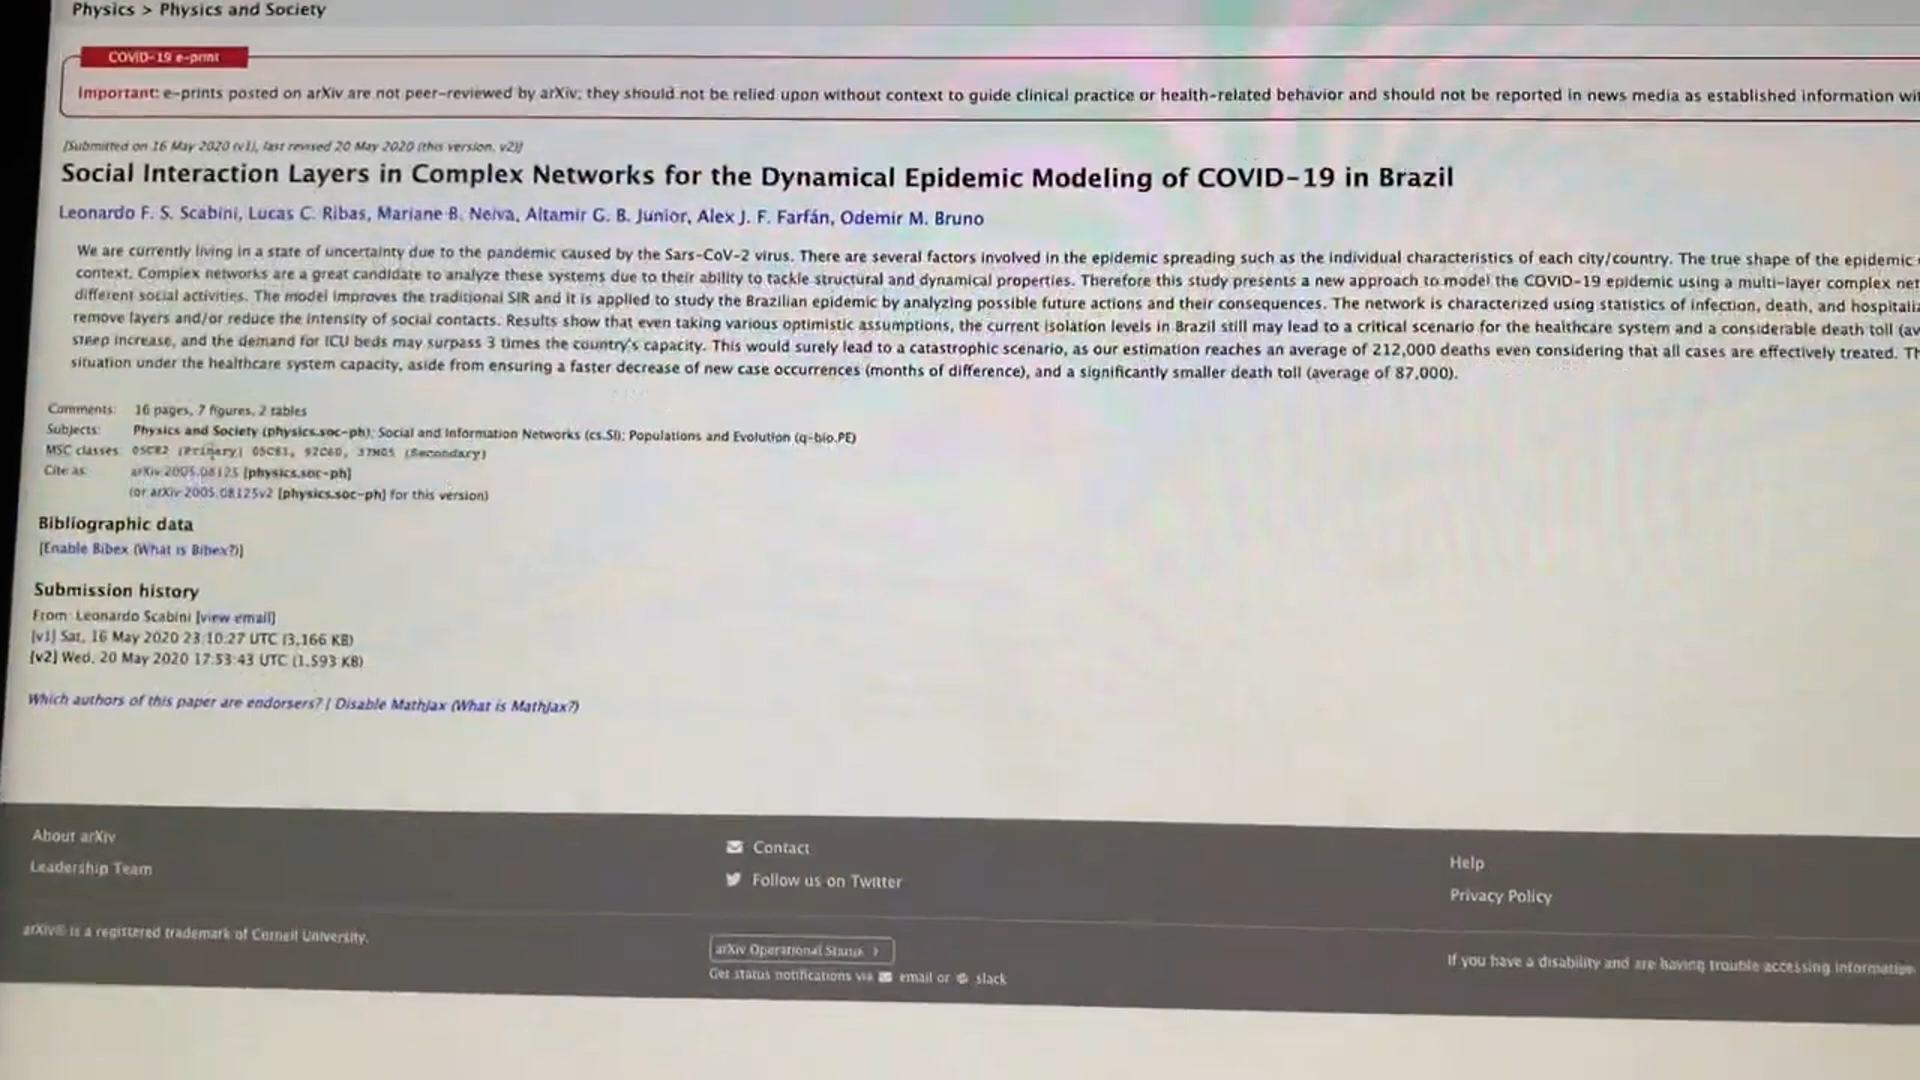 Physics > Physics and Society
COVID-19 e-print
Important: e-prints posted on arXiv are not peer-reviewed by arXiv; they should not be relied upon without context to guide clinical practice or health-related behavior and should not be reported in news media as established information
[Submitted on 16 May 2020 (v1), last revised 20 May 2020 (this version, v2)]
Social Interaction Layers in Complex Networks for the Dynamical Epidemic Modeling of COVID-19 in Brazil
Leonardo F. S. Scabini, Lucas C. Ribas, Mariane B. Neiva, Altamir G. B. Junior, Alex J. F. Farfán, Odemir M. Bruno
We are currently living in a state of uncertainty due to the pandemic caused by the Sars-CoV-2 virus. There are several factors involved in the epidemic spreading such as the individual characteristics of each city/country. The true shape of the epidemic
context. Complex networks are a great candidate to analyze these systems due to their ability to tackle structural and dynamical properties. Therefore this study presents a new approach to model the COVID-19 epidemic using a multi-layer complex
different social activities. The model improves the traditional SIR and it is applied to study the Brazilian epidemic by analyzing possible future actions and their consequences. The network is characterized using statistics of infection, death, and
remove layers and/or reduce the intensity of social contacts. Results show that even taking various optimistic assumptions, the current isolation levels in Brazil still may lead to a critical scenario for the healthcare system and a considerable death toll
steep increase, and the demand for ICU beds may surpass 3 times the country's capacity. This would surely lead to a catastrophic scenario, as our estimation reaches an average of 212,000 deaths even considering that all cases are effectively treated.
situation under the healthcare system capacity, aside from ensuring a faster decrease of new case occurrences (months of difference), and a significantly smaller death toll (average of 87,000).
Comments: 16 pages, 7 figures, 2 tables
Subjects: Physics and Society (physics.soc-ph); Social and Information Networks (cs.SI); Populations and Evolution (q-bio.PE)
MSC classes: 05C82 (Primary) 05C81, 92C60, 37M05 (Secondary)
Cite as: arXiv:2005.08125 [physics.soc-ph]
(or arXiv:2005.08125v2 [physics.soc-ph] for this version)
Bibliographic data
[Enable Bibex (What is Bibex?)]
Submission history
From: Leonardo Scabini [view email]
[v1] Sat, 16 May 2020 23:10:27 UTC (3,166 KB)
[v2] Wed, 20 May 2020 17:53:43 UTC (1,593 KB)
Which authors of this paper are endorsers? | Disable MathJax (What is MathJax?)
About arXiv
Leadership Team
Contact
Follow us on Twitter
Help
Privacy Policy
arXiv® is a registered trademark of Cornell University.
arXiv Operational Status >
Get status notifications via email or slack
If you have a disability and are having trouble accessing information